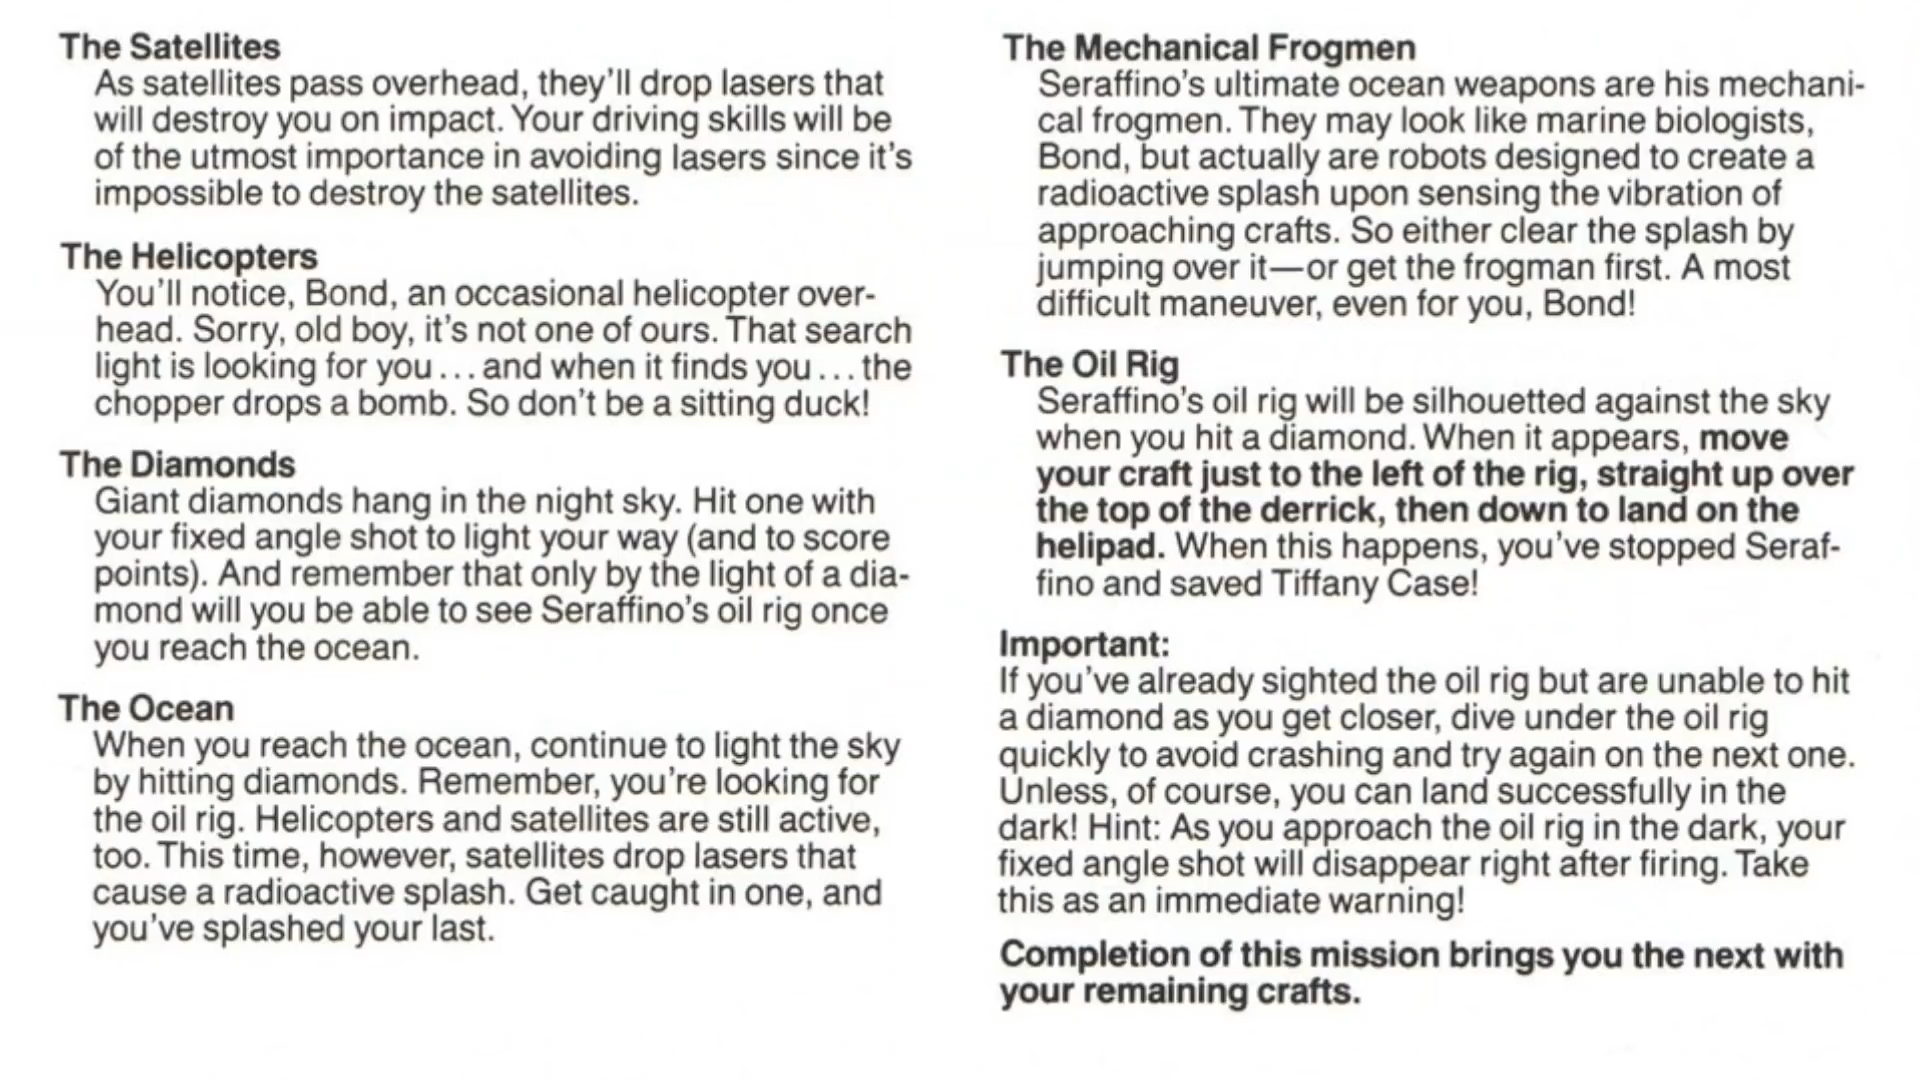 The Satellites
As satellites pass overhead, they'll drop lasers that
will destroy you on impact. Your driving skills will be
of the utmost importance in avoiding lasers since it's
impossible to destroy the satellites.
The Helicopters
You'll notice, Bond, an occasional helicopter over-
head. Sorry, old boy, it's not one of ours. That search
light is looking for you...and when it finds you...the
chopper drops a bomb. So don't be a sitting duck!
The Diamonds
Giant diamonds hang in the night sky. Hit one with
your fixed angle shot to light your way (and to score
points). And remember that only by the light of a dia-
mond will you be able to see Seraffino's oil rig once
you reach the ocean.
The Ocean
When you reach the ocean, continue to light the sky
by hitting diamonds. Remember, you're looking for
the oil rig. Helicopters and satellites are still active,
too. This time, however, satellites drop lasers that
cause a radioactive splash. Get caught in one, and
you've splashed your last.
The Mechanical Frogmen
Seraffino's ultimate ocean weapons are his mechani-
cal frogmen. They may look like marine biologists,
Bond, but actually are robots designed to create a
radioactive splash upon sensing the vibration of
approaching crafts. So either clear the splash by
jumping over it—or get the frogman first. A most
difficult maneuver, even for you, Bond!
The Oil Rig
Seraffino's oil rig will be silhouetted against the sky
when you hit a diamond. When it appears, move
your craft just to the left of the rig, straight up over
the top of the derrick, then down to land on the
helipad. When this happens, you've stopped Seraf-
fino and saved Tiffany Case!
Important:
If you've already sighted the oil rig but are unable to hit
a diamond as you get closer, dive under the oil rig
quickly to avoid crashing and try again on the next one.
Unless, of course, you can land successfully in the
dark! Hint: As you approach the oil rig in the dark, your
fixed angle shot will disappear right after firing. Take
this as an immediate warning!
Completion of this mission brings you the next with
your remaining crafts.